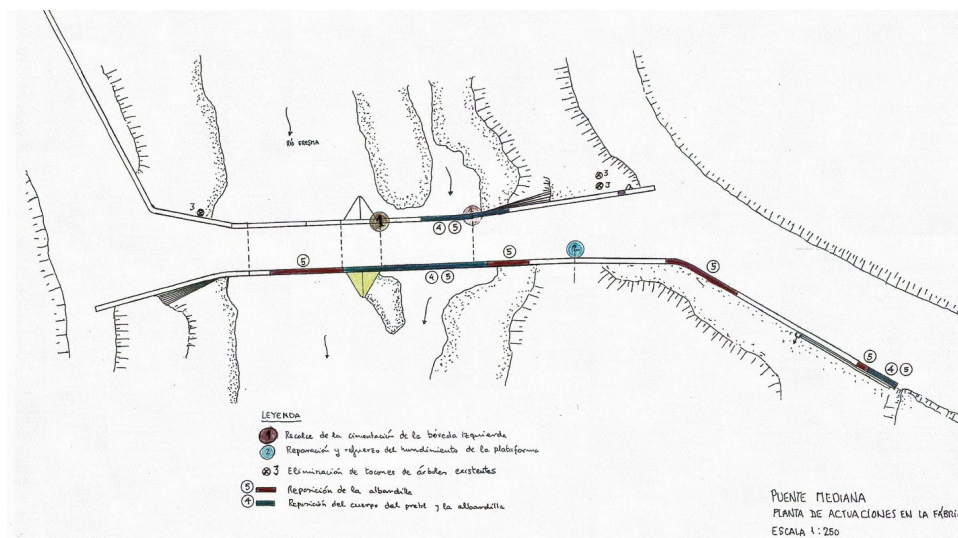 RÍO ERESMA
3
3
3
4 5
5
4 5
5
2
5
5
4 5
LEYENDA
1 Recalce de la cimentación de la bóveda izquierda
2 Reparación y refuerzo del hundimiento de la plataforma
3 Eliminación de tocones de árboles existentes
5 Reposición de la albardilla
4 Reposición del cuerpo del pretil y la albardilla
PUENTE MEDIANA
PLANTA DE ACTUACIONES EN LA FÁBRI
ESCALA 1:250